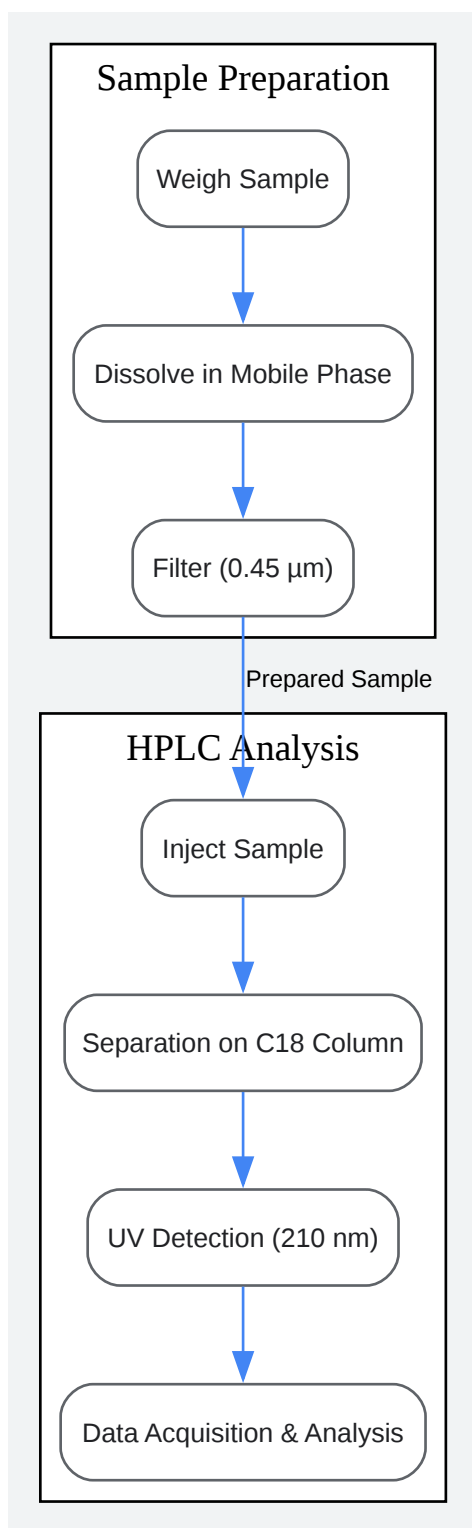 Sample Preparation
Weigh Sample
Dissolve in Mobile Phase
Filter (0.45 µm)
Prepared Sample
HPLC Analysis
Inject Sample
Separation on C18 Column
UV Detection (210 nm)
Data Acquisition & Analysis